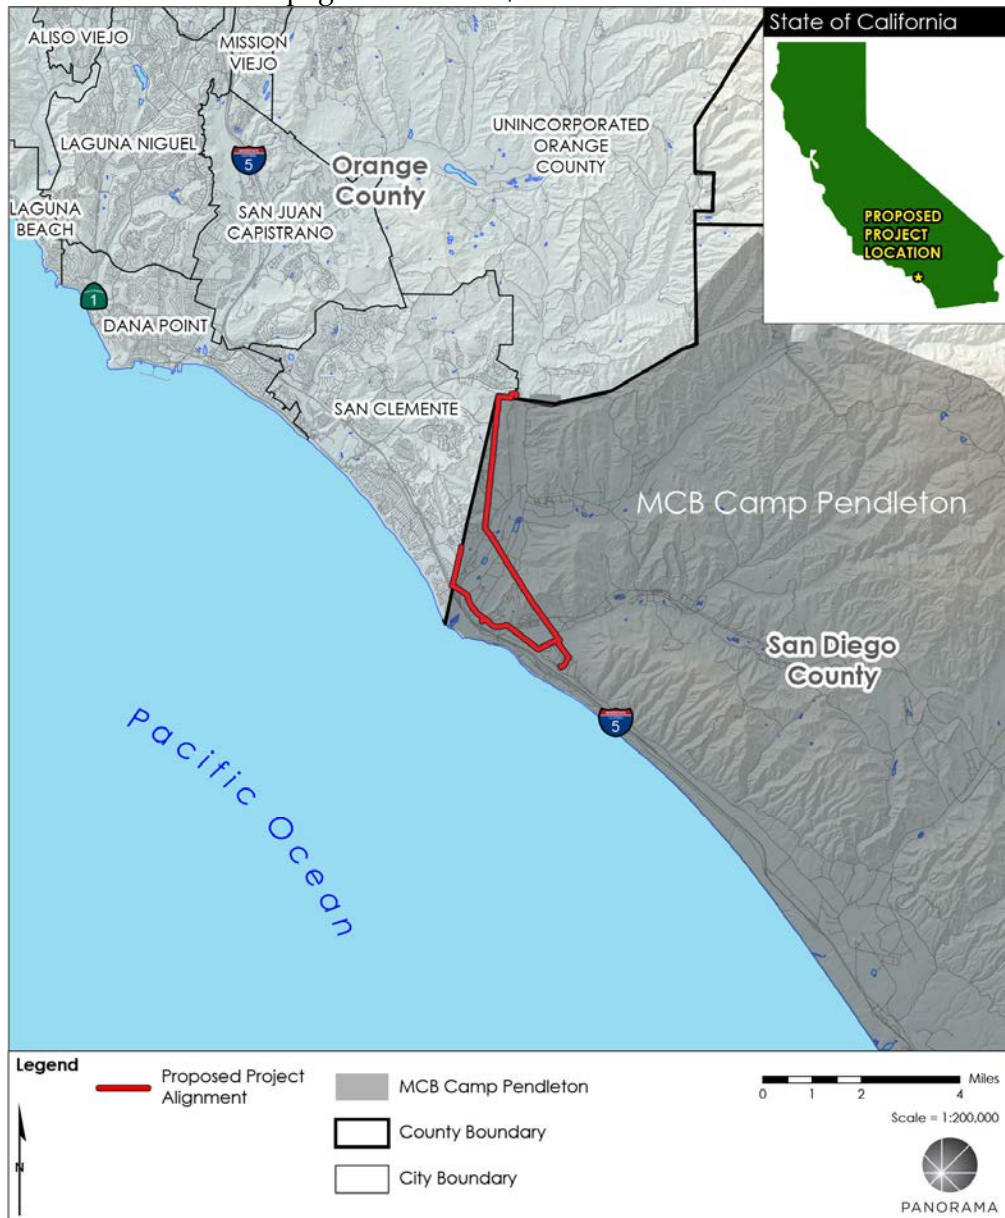 State of California
ALISO VIEJO
MISSION
VIEJO
UNINCORPORATED
ORANGE
COUNTY
LAGUNA NIGUEL
5
Orange
County
SAN JUAN
CAPISTRANO
LAGUNA
BEACH
PROPOSED
PROJECT
LOCATION
1
DANA POINT
SAN CLEMENTE
MCB Camp Pendleton
San Diego
County
5
Pacific Ocean
Legend
Proposed Project
Alignment
MCB Camp Pendleton
County Boundary
City Boundary
N
Miles
0 1 2 4
Scale = 1:200,000
PANORAMA